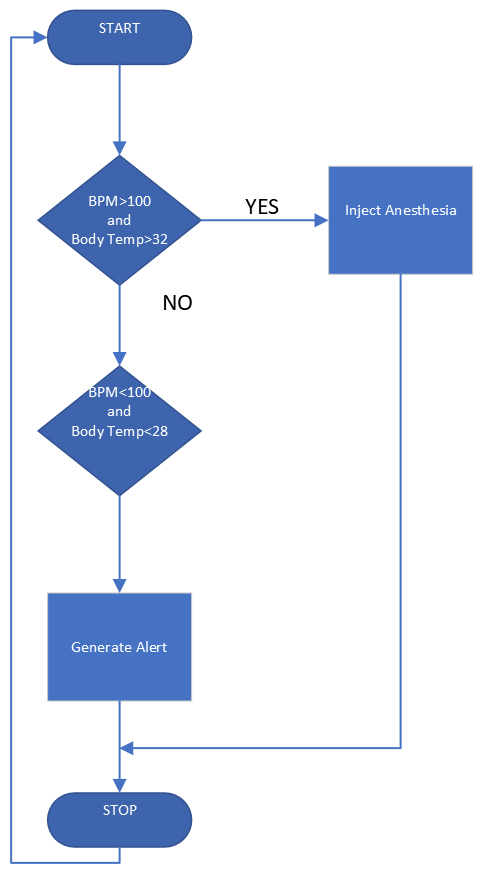 START
BPM>100
and
Body Temp>32
YES
Inject Anesthesia
NO
BPM<100
and
Body Temp<28
Generate Alert
STOP